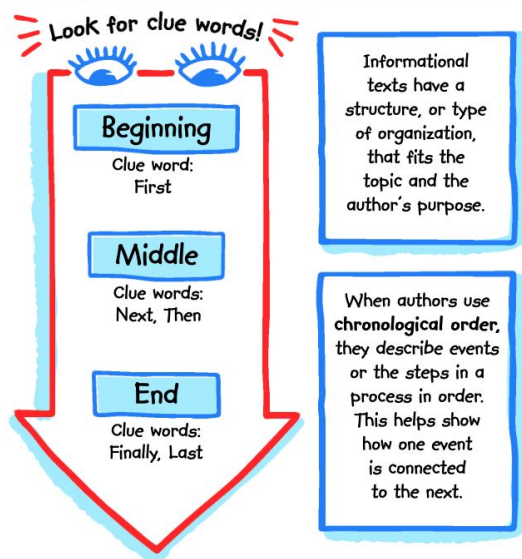 Look for clue words!
Beginning
Clue word:
First
Middle
Clue words:
Next, Then
End
Clue words:
Finally, Last
Informational
texts have a
structure, or type
of organization,
that fits the
topic and the
author's purpose.
When authors use
chronological order,
they describe events
or the steps in a
process in order.
This helps show
how one event
is connected
to the next.